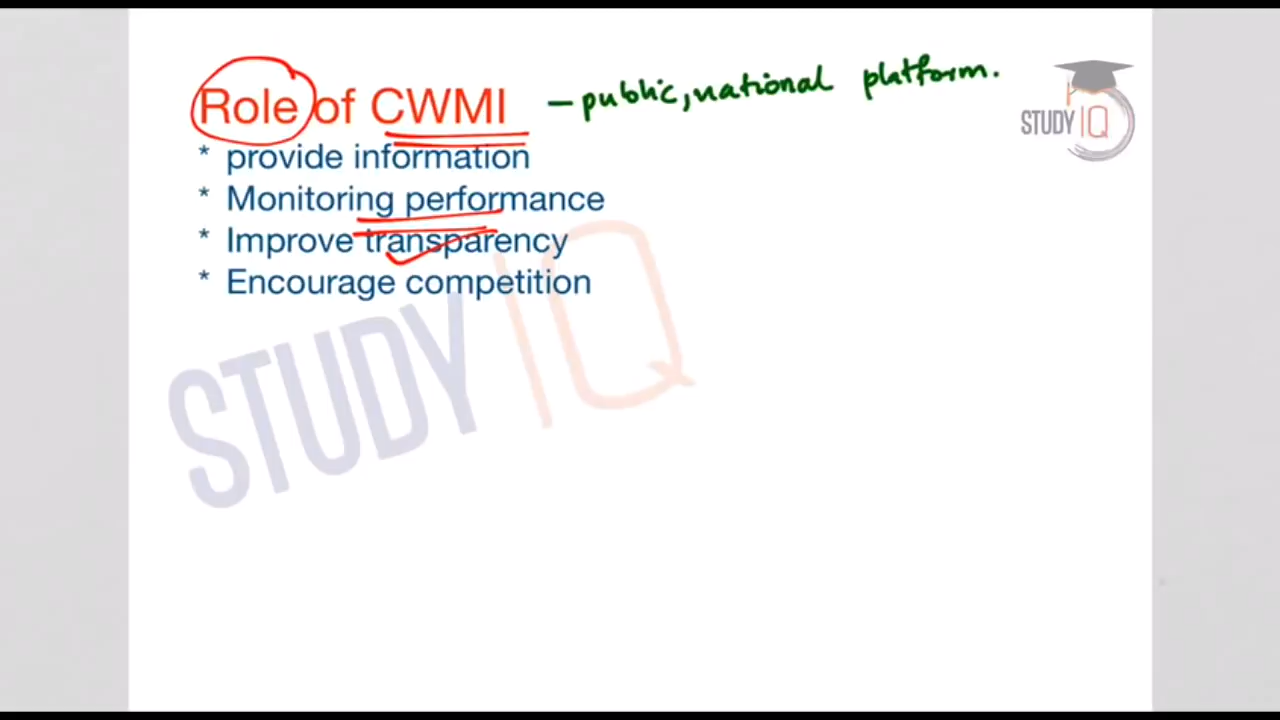 Role of CWMI – public, national platform.
* provide information
* Monitoring performance
* Improve transparency
* Encourage competition
STUDY IQ
STUDY IQ